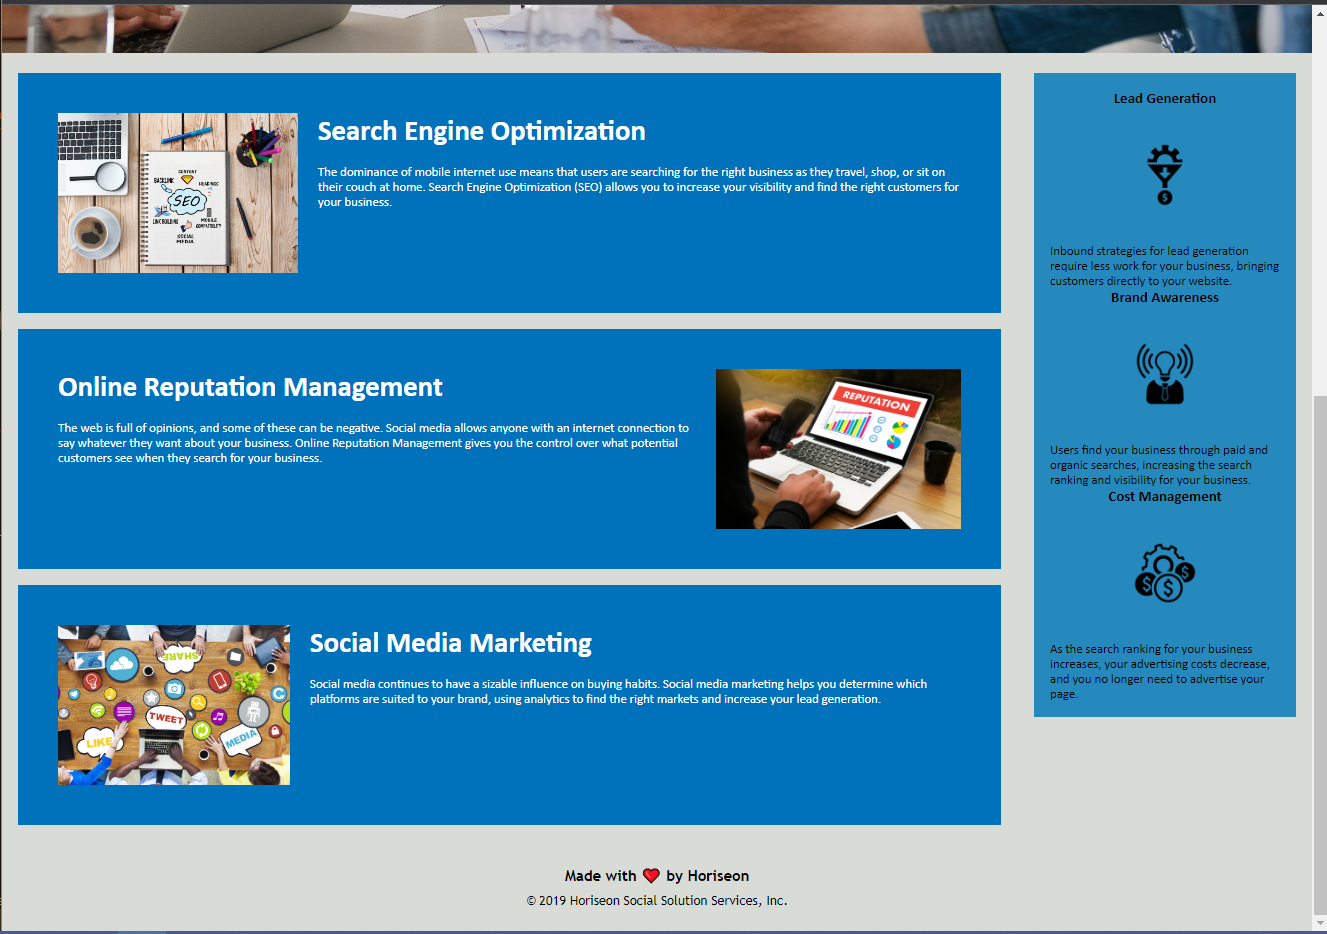 Search Engine Optimization
The dominance of mobile internet use means that users are searching for the right business as they travel, shop, or sit on
their couch at home. Search Engine Optimization (SEO) allows you to increase your visibility and find the right customers for
your business.
CONTENT
BACKLINK
HEADINGS
SEO
LINK BUILDING
MOBILE
COMPATIBILITY
SOCIAL
MEDIA
Online Reputation Management
The web is full of opinions, and some of these can be negative. Social media allows anyone with an internet connection to
say whatever they want about your business. Online Reputation Management gives you the control over what potential
customers see when they search for your business.
REPUTATION
Social Media Marketing
Social media continues to have a sizable influence on buying habits. Social media marketing helps you determine which
platforms are suited to your brand, using analytics to find the right markets and increase your lead generation.
SHARE
TWEET
LIKE
MEDIA
Lead Generation
$
Inbound strategies for lead generation
require less work for your business, bringing
customers directly to your website.
Brand Awareness
Users find your business through paid and
organic searches, increasing the search
ranking and visibility for your business.
Cost Management
$ $ $
As the search ranking for your business
increases, your advertising costs decrease,
and you no longer need to advertise your
page.
Made with ❤️ by Horiseon
© 2019 Horiseon Social Solution Services, Inc.